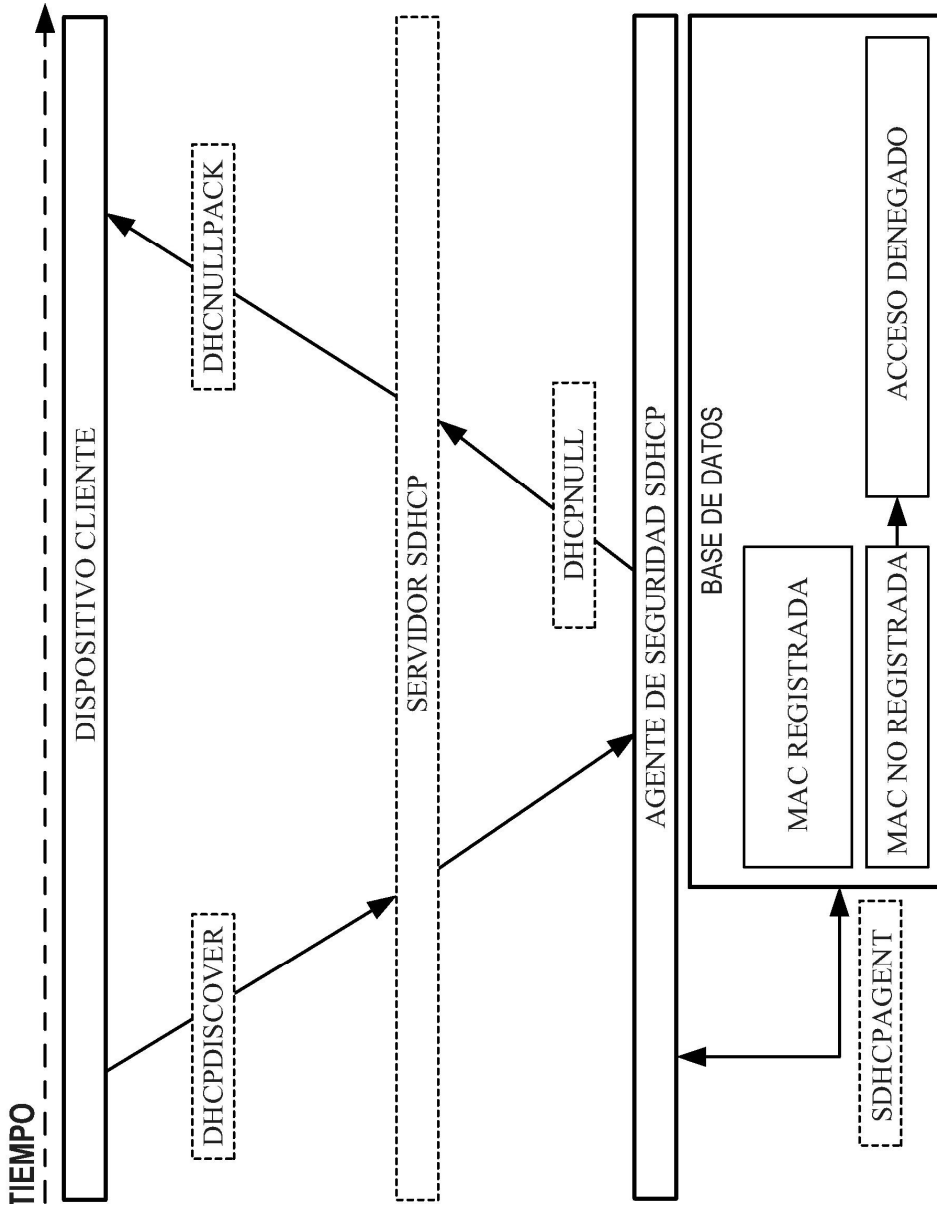 TIEMPO
DISPOSITIVO CLIENTE
DHCPDISCOVER
DHCNULLPACK
SERVIDOR SDHCP
DHCPNULL
AGENTE DE SEGURIDAD SDHCP
BASE DE DATOS
MAC REGISTRADA
SDHCPAGENT
MAC NO REGISTRADA
ACCESO DENEGADO